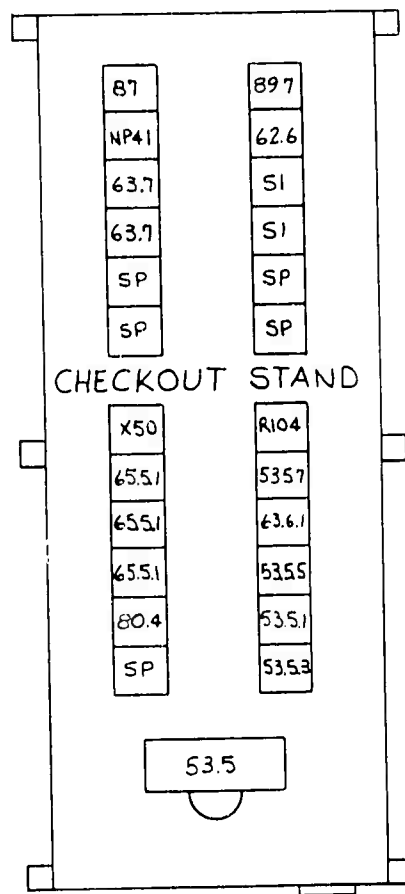 87 897
NP41 62.6
63.7 51
63.7 51
SP SP
SP SP
CHECKOUT STAND
X50 R104
65.5.1 53.5.7
65.5.1 63.6.1
65.5.1 53.5.5
80.4 53.5.1
SP 53.5.3
53.5